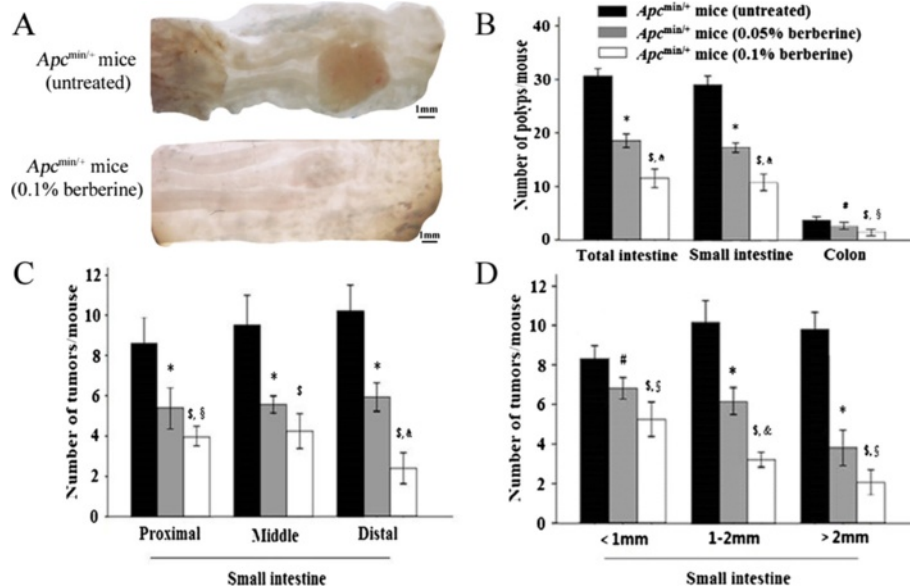 A
Apcmin/+ mice
(untreated)
1mm
Apcmin/+ mice
(0.1% berberine)
1mm
B
Apcmin/+ mice (untreated)
Apcmin/+ mice (0.05% berberine)
Apcmin/+ mice (0.1% berberine)
Number of polyps/mouse
40
30
20
10
0
*
$,&
*
$,&
#
$, §
Total intestine
Small intestine
Colon
C
Number of tumors/mouse
12
10
8
6
4
2
0
*
$, §
*
$
*
$,&
Proximal
Middle
Distal
Small intestine
D
Number of tumors/mouse
12
10
8
6
4
2
0
#
$,§
*
$,&
*
$,§
< 1mm
1-2mm
> 2mm
Small intestine